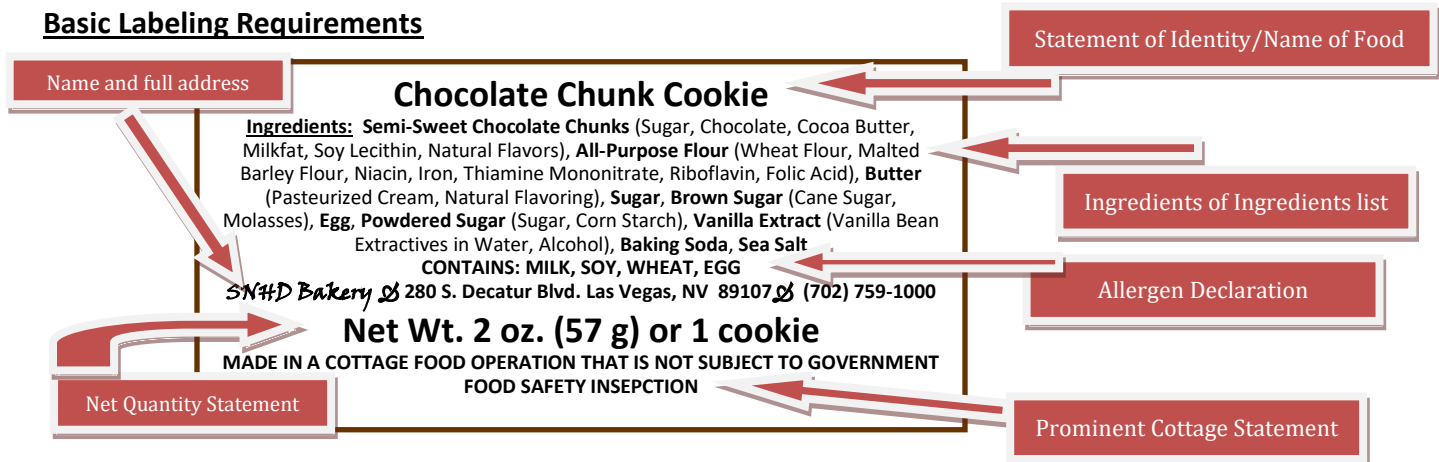 Basic Labeling Requirements
Statement of Identity/Name of Food
Name and full address
Chocolate Chunk Cookie
Ingredients: Semi-Sweet Chocolate Chunks (Sugar, Chocolate, Cocoa Butter,
Milkfat, Soy Lecithin, Natural Flavors), All-Purpose Flour (Wheat Flour, Malted
Barley Flour, Niacin, Iron, Thiamine Mononitrate, Riboflavin, Folic Acid), Butter
(Pasteurized Cream, Natural Flavoring), Sugar, Brown Sugar (Cane Sugar,
Molasses), Egg, Powdered Sugar (Sugar, Corn Starch), Vanilla Extract (Vanilla Bean
Extractives in Water, Alcohol), Baking Soda, Sea Salt
Ingredients of Ingredients list
CONTAINS: MILK, SOY, WHEAT, EGG
Allergen Declaration
SNHD Bakery 280 S. Decatur Blvd. Las Vegas, NV 89107 (702) 759-1000
Net Wt. 2 oz. (57 g) or 1 cookie
MADE IN A COTTAGE FOOD OPERATION THAT IS NOT SUBJECT TO GOVERNMENT
FOOD SAFETY INSEPCTION
Net Quantity Statement
Prominent Cottage Statement